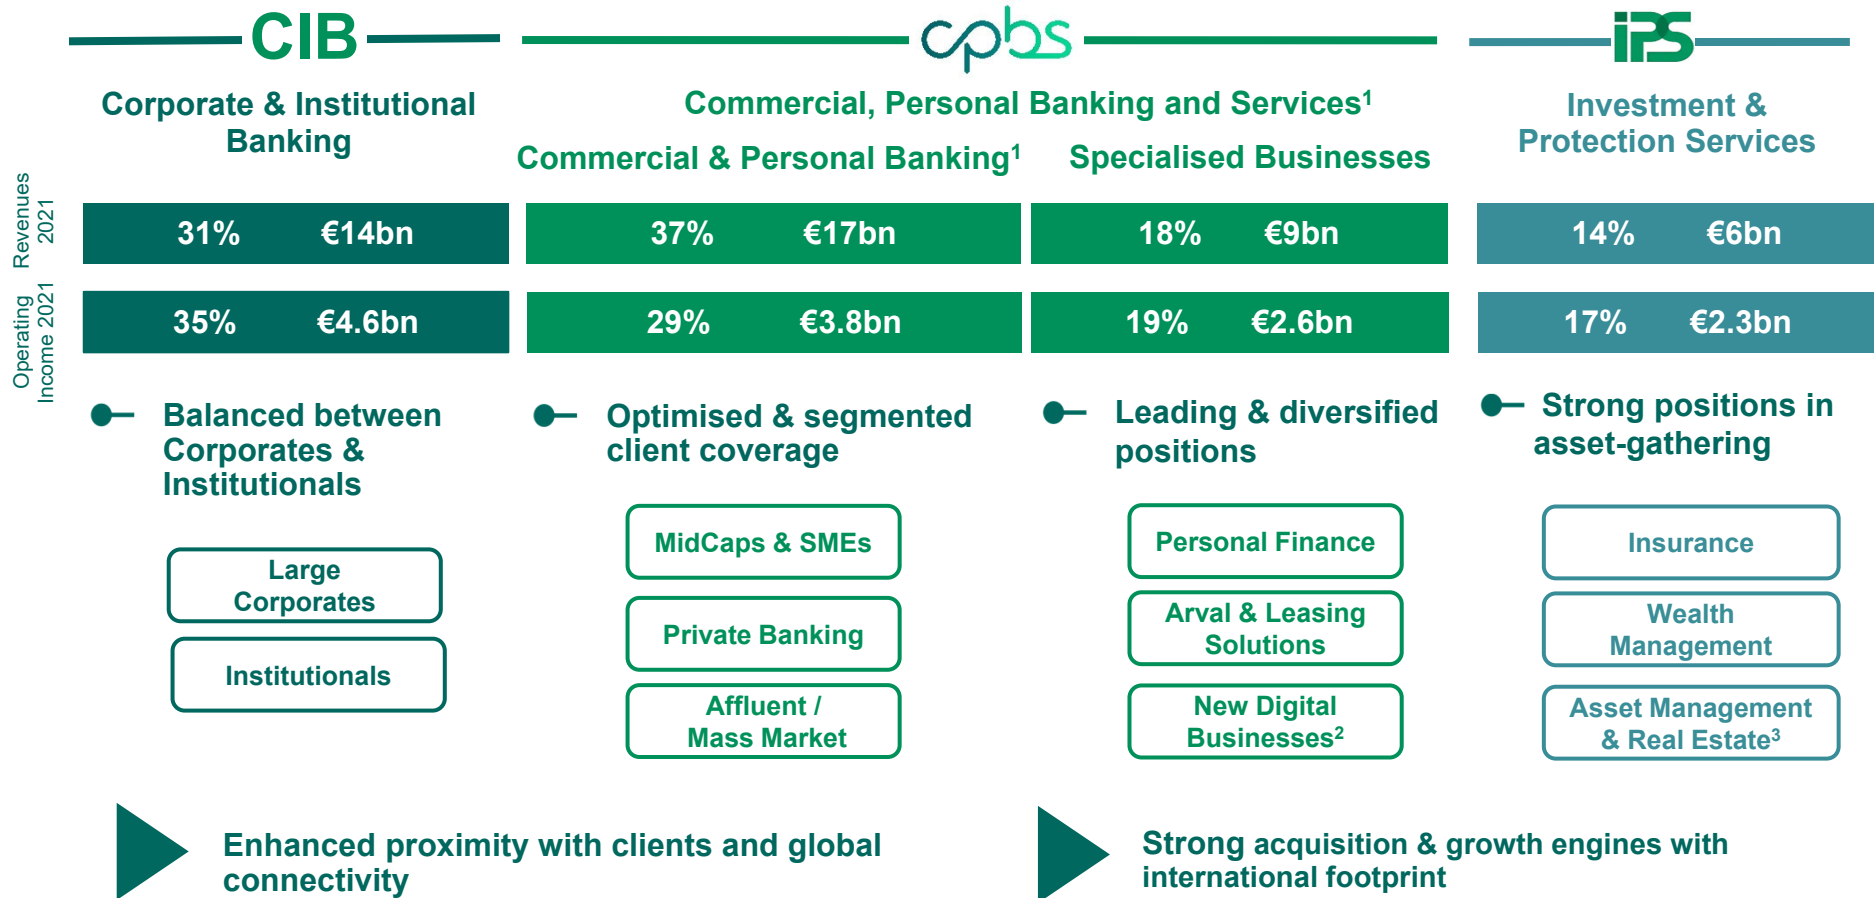 CIB
cpbs
iPS
Corporate & Institutional
Banking
Commercial, Personal Banking and Services¹
Commercial & Personal Banking¹
Specialised Businesses
Investment &
Protection Services
Revenues
2021
31% €14bn
37% €17bn
18% €9bn
14% €6bn
Operating
Income 2021
35% €4.6bn
29% €3.8bn
19% €2.6bn
17% €2.3bn
Balanced between
Corporates &
Institutionals
Large
Corporates
Institutionals
Optimised & segmented
client coverage
MidCaps & SMEs
Private Banking
Affluent /
Mass Market
Leading & diversified
positions
Personal Finance
Arval & Leasing
Solutions
New Digital
Businesses²
Strong positions in
asset-gathering
Insurance
Wealth
Management
Asset Management
& Real Estate³
Enhanced proximity with clients and global
connectivity
Strong acquisition & growth engines with
international footprint